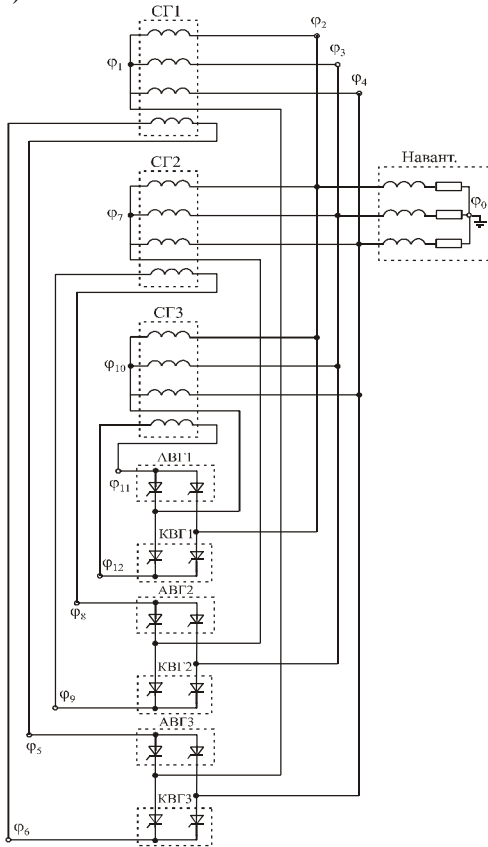 )
СГ1
φ2
φ1
φ3
φ4
СГ2
Навант.
φ7
φ0
СГ3
φ10
АВГ1
φ11
КВГ1
φ12
АВГ2
φ8
КВГ2
φ9
АВГ3
φ5
КВГ3
φ6